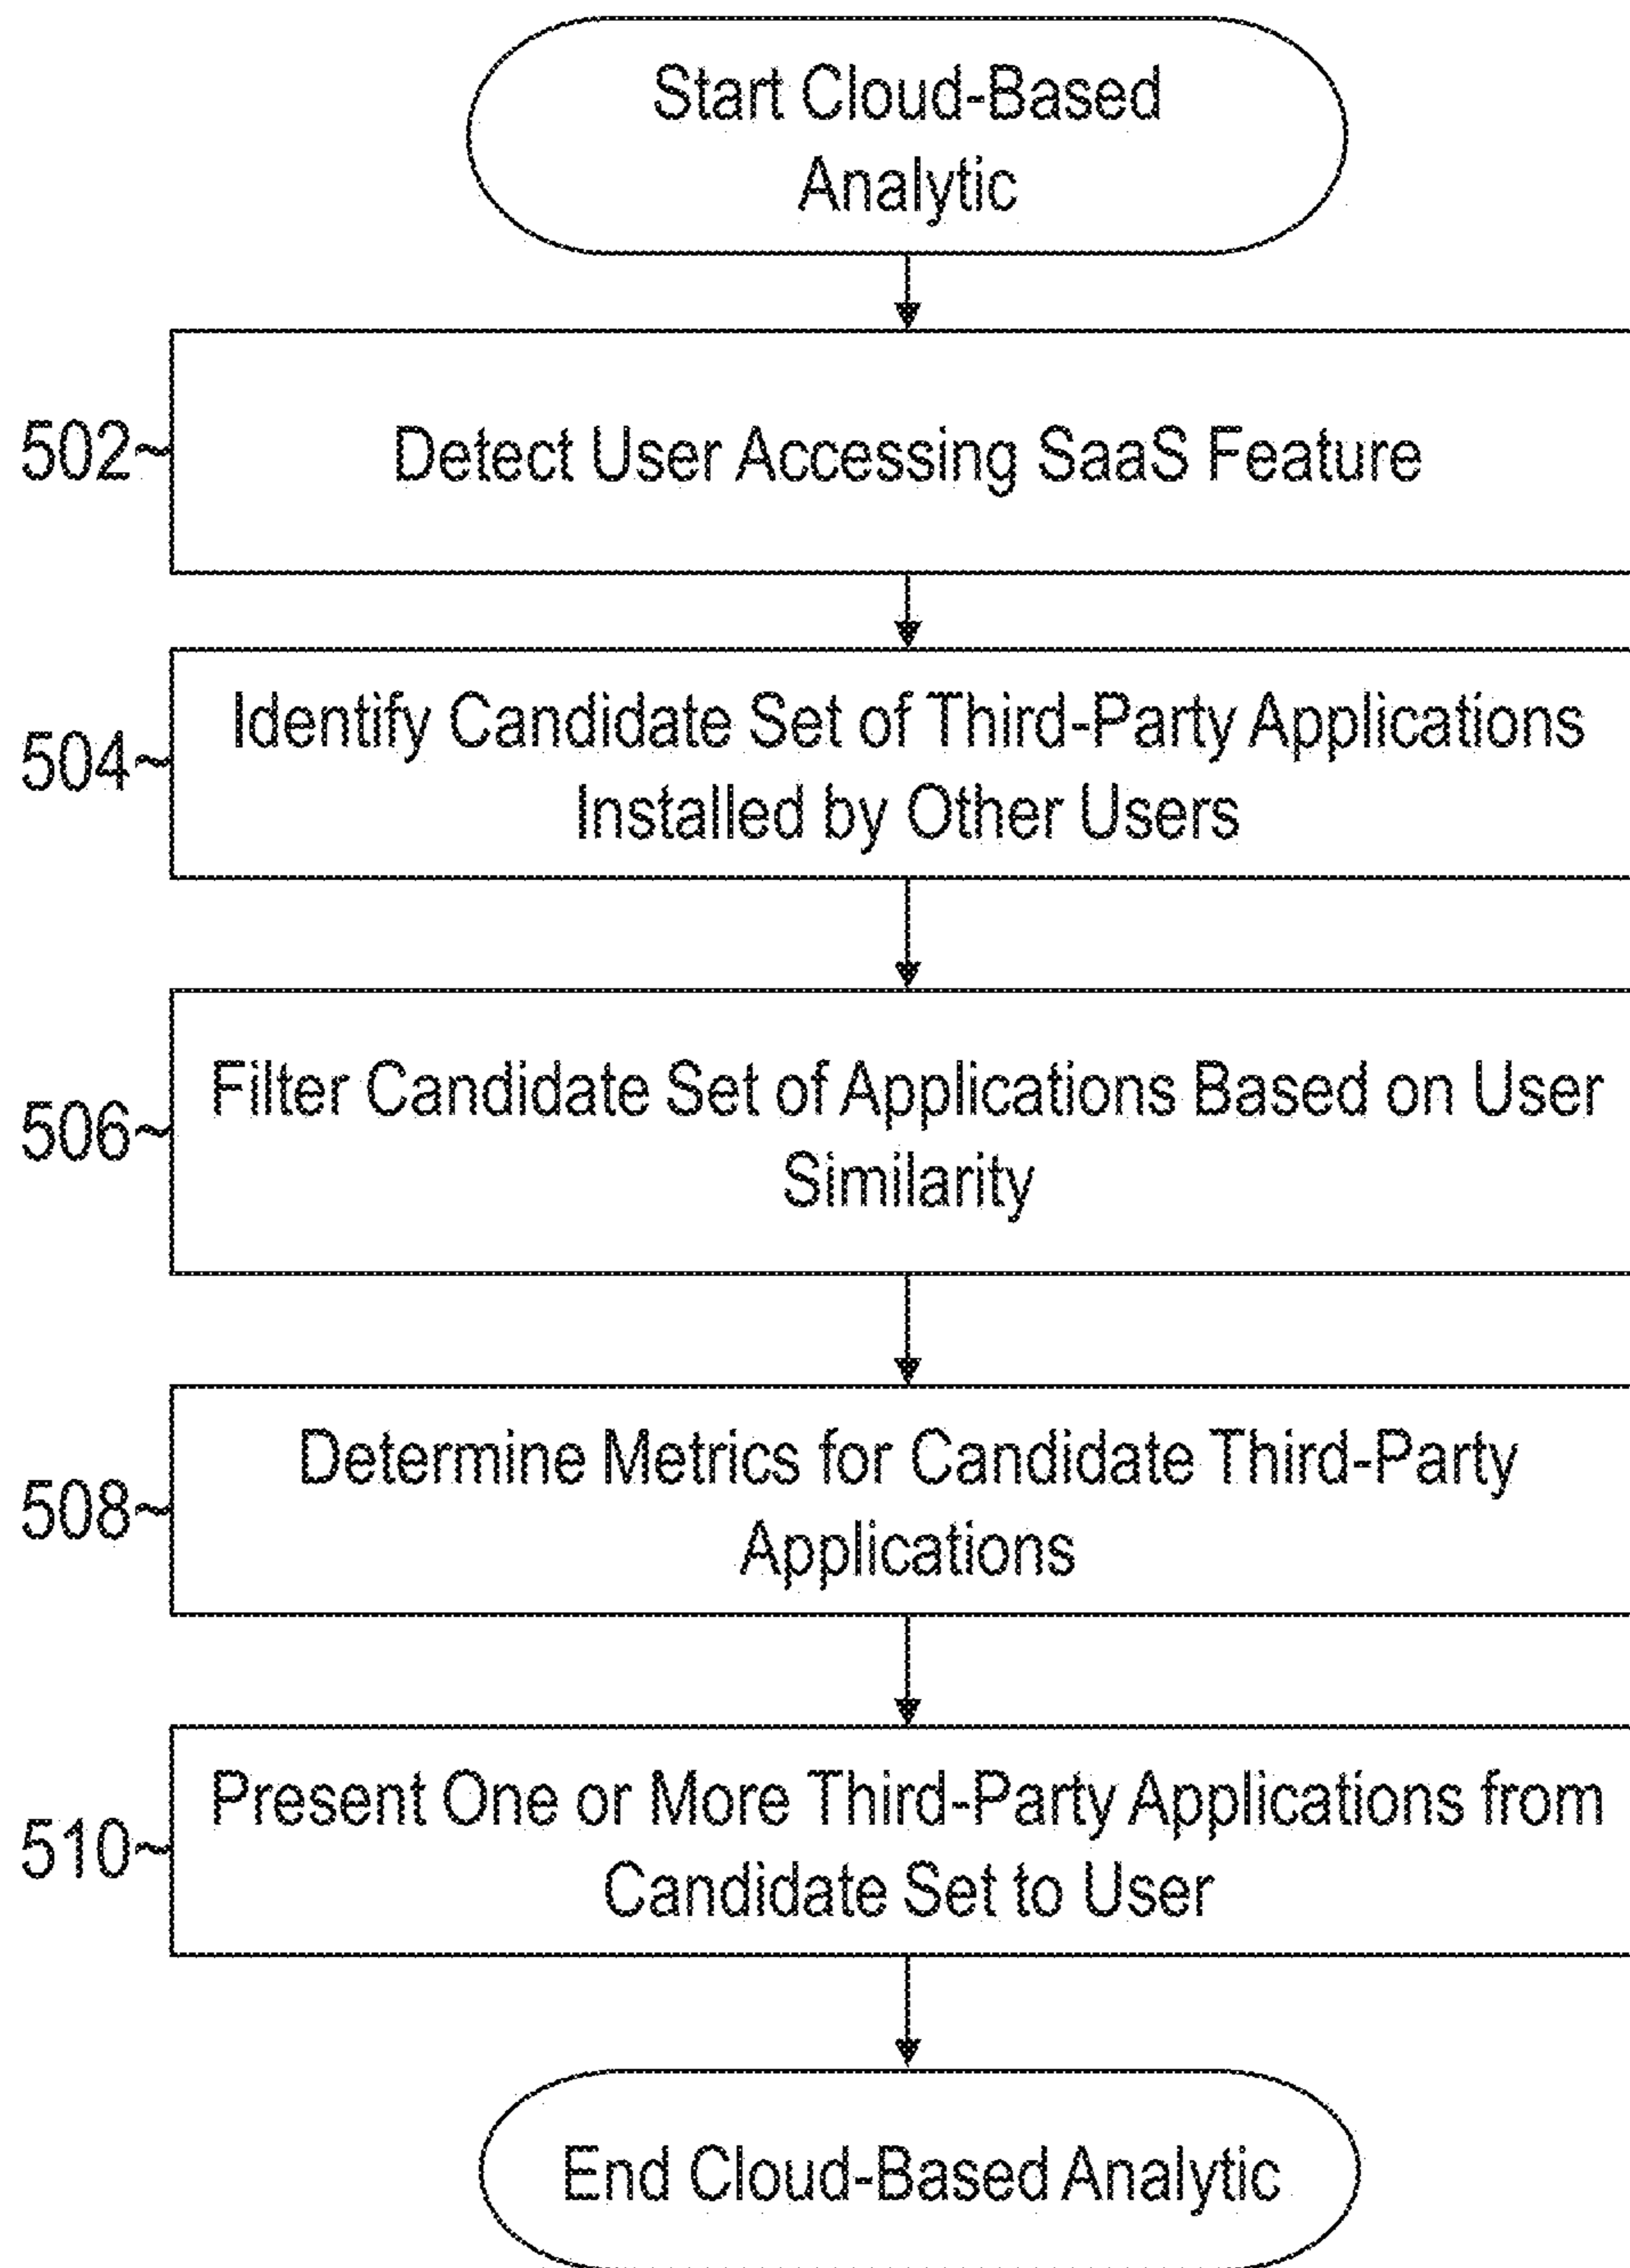 Start Cloud-Based
Analytic
502~
Detect User Accessing SaaS Feature
504~
Identify Candidate Set of Third-Party Applications
Installed by Other Users
506~
Filter Candidate Set of Applications Based on User
Similarity
508~
Determine Metrics for Candidate Third-Party
Applications
510~
Present One or More Third-Party Applications from
Candidate Set to User
End Cloud-Based Analytic